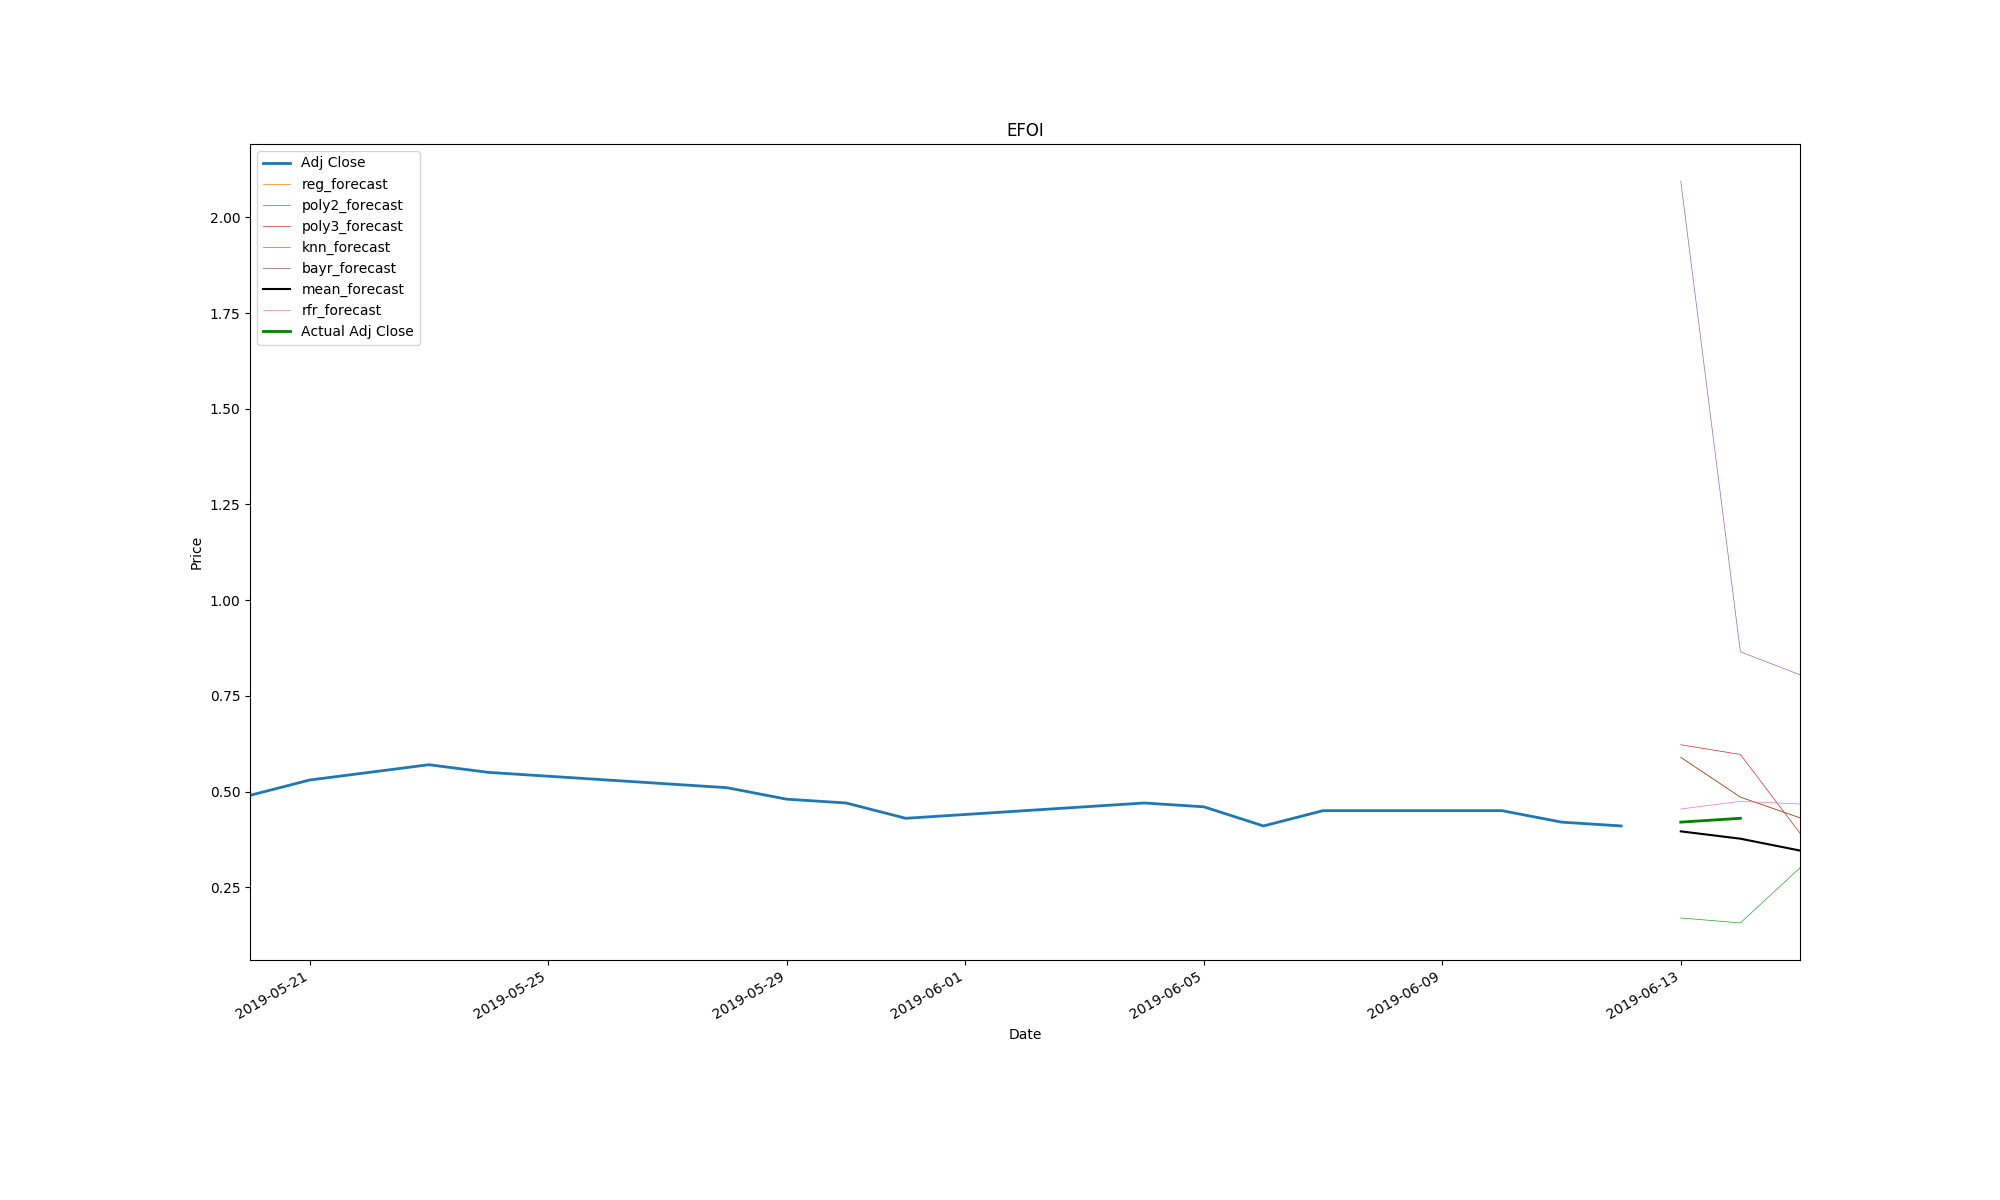 EFOI
Adj Close
reg_forecast
poly2_forecast
poly3_forecast
knn_forecast
bayr_forecast
mean_forecast
rfr_forecast
Actual Adj Close
2.00
1.75
1.50
1.25
1.00
0.75
0.50
0.25
Price
2019-05-21
2019-05-25
2019-05-29
2019-06-01
2019-06-05
2019-06-09
2019-06-13
Date